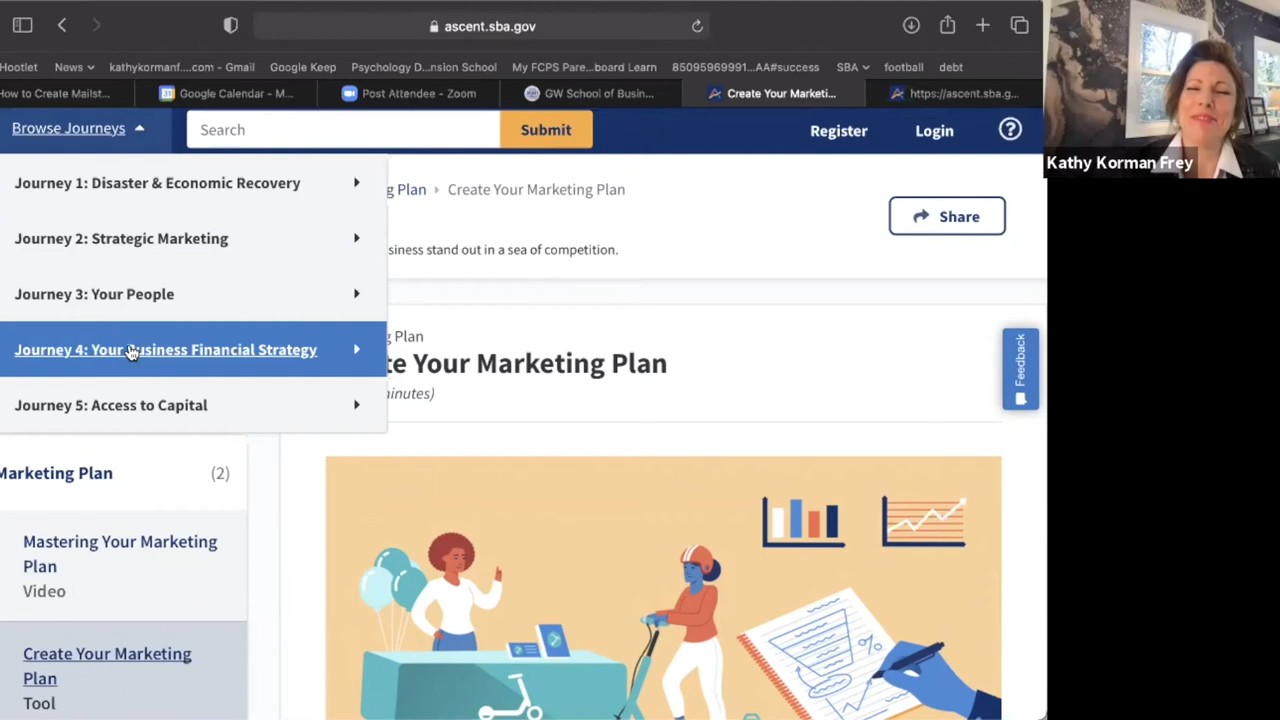 ascent.sba.gov
Hootlet News kathykormanf....com - Gmail Google Keep Psychology D...nsion School My FCPS Pare...board Learn 85095969991...AA#success SBA football debt
How to Create Mailst... Google Calendar - M... Post Attendee - Zoom GW School of Busin... Create Your Marketi... https://ascent.sba.g...
Browse Journeys Search Submit Register Login ?
Kathy Korman Frey
Journey 1: Disaster & Economic Recovery
g Plan Create Your Marketing Plan
Share
Journey 2: Strategic Marketing
siness stand out in a sea of competition.
Journey 3: Your People
g Plan
Journey 4: Your Business Financial Strategy
te Your Marketing Plan
inutes)
Feedback
Journey 5: Access to Capital
Marketing Plan (2)
Mastering Your Marketing
Plan
Video
Create Your Marketing
Plan
Tool
%